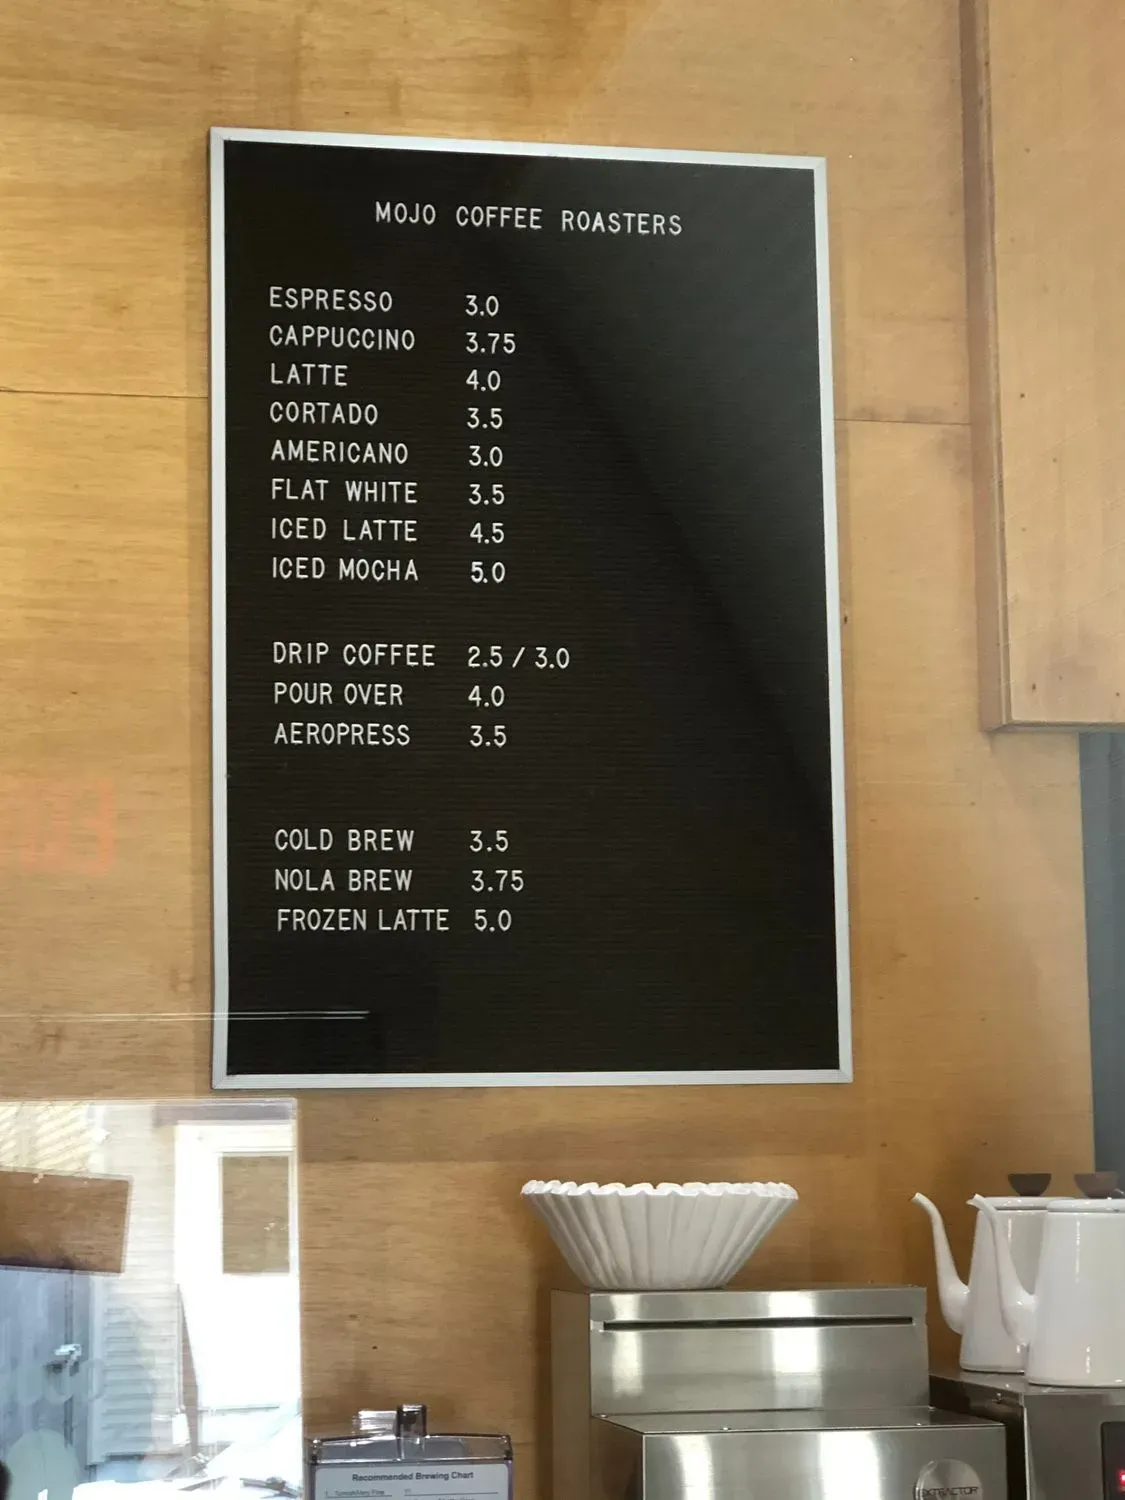 MOJO COFFEE ROASTERS
ESPRESSO 3.0
CAPPUCCINO 3.75
LATTE 4.0
CORTADO 3.5
AMERICANO 3.0
FLAT WHITE 3.5
ICED LATTE 4.5
ICED MOCHA 5.0
DRIP COFFEE 2.5 / 3.0
POUR OVER 4.0
AEROPRESS 3.5
COLD BREW 3.5
NOLA BREW 3.75
FROZEN LATTE 5.0
Recommended Brewing Chart
EXTRACTOR